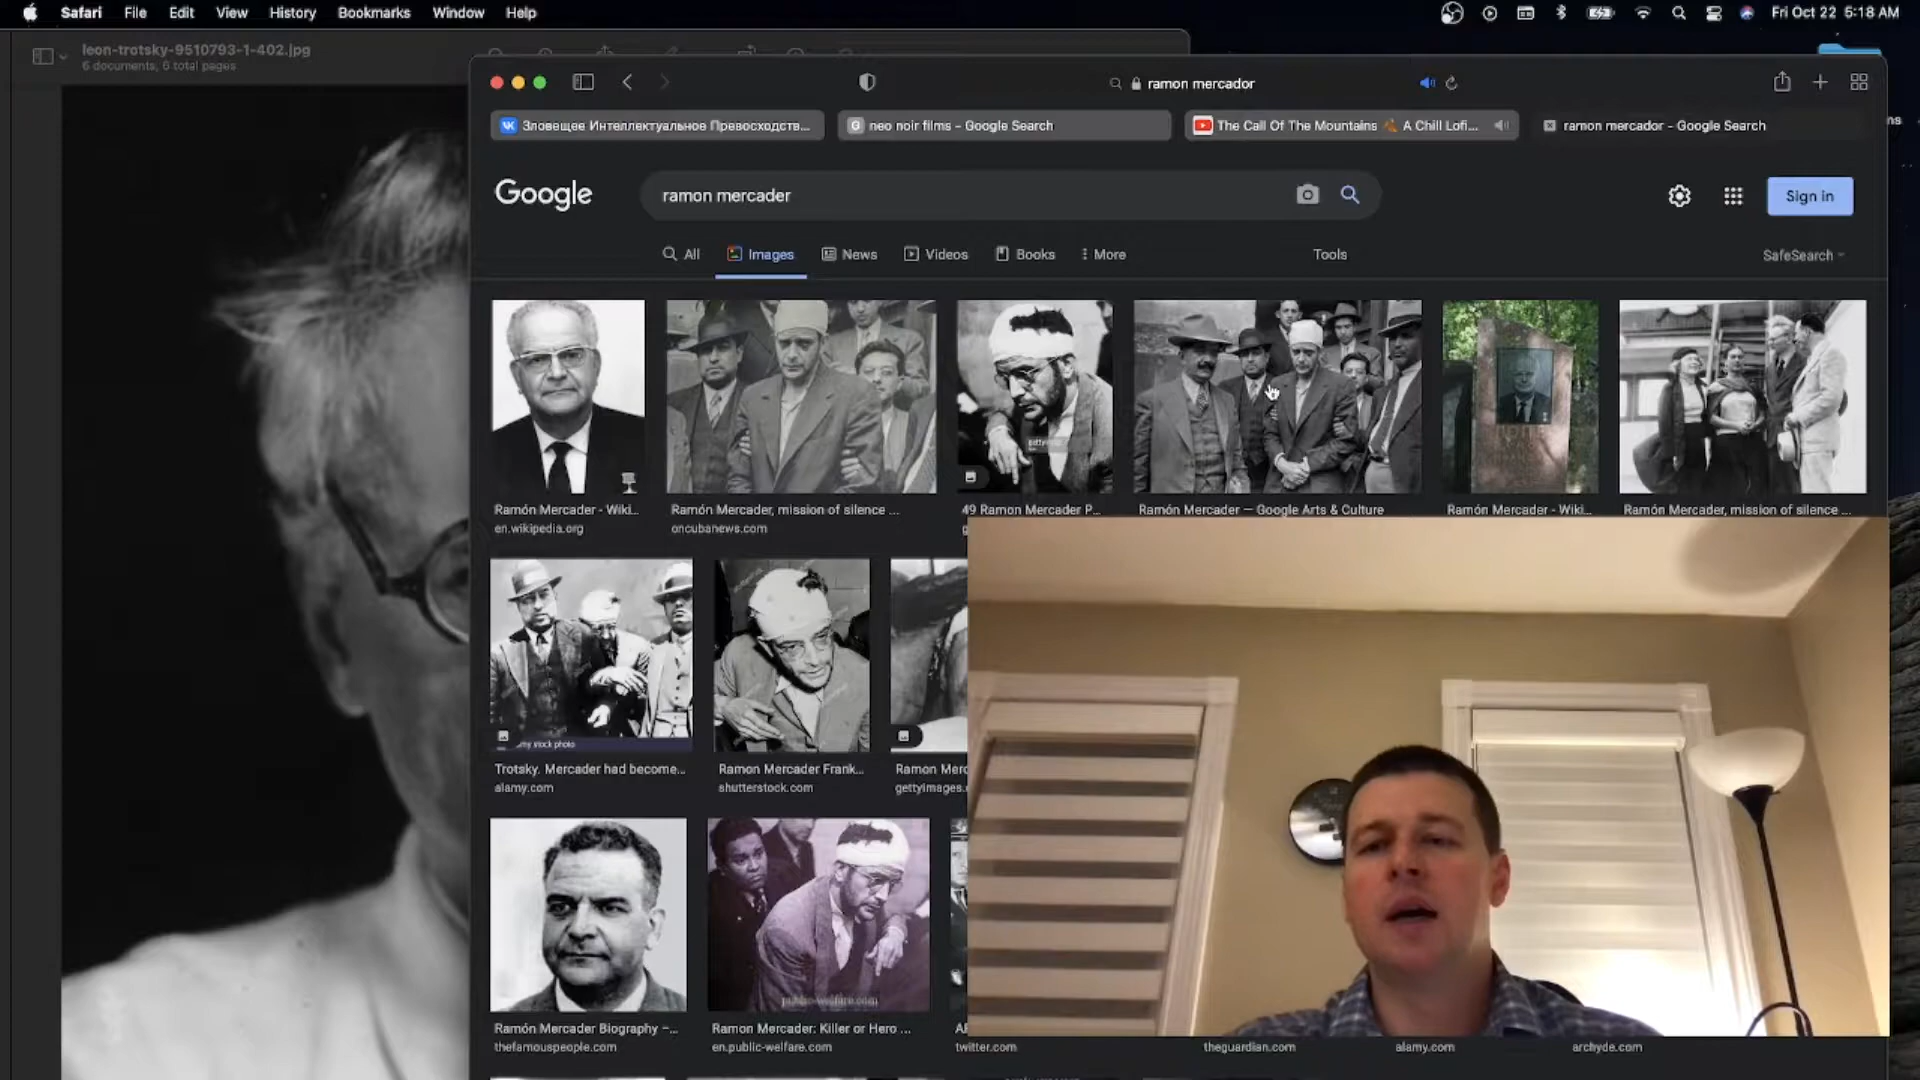 Safari File Edit View History Bookmarks Window Help
Fri Oct 22 5:18 AM
leon-trotsky-9510793-1-402.jpg
6 documents, 6 total pages
ramon mercador
Зловещее Интеллектуальное Превосходств...
neo noir films – Google Search
The Call Of The Mountains 🍂 A Chill Lofi...
ramon mercador - Google Search
Google
ramon mercader
Sign in
All Images News Videos Books More
Tools
SafeSearch
Ramón Mercader - Wiki...
en.wikipedia.org
Ramón Mercader, mission of silence ...
oncubanews.com
49 Ramon Mercader P...
Ramón Mercader — Google Arts & Culture
Ramón Mercader - Wiki...
Ramón Mercader, mission of silence ...
Trotsky. Mercader had become...
alamy.com
Ramon Mercader Frank...
shutterstock.com
Ramon Merc
gettyimages.
public-welfare.com
Ramón Mercader Biography –...
thefamouspeople.com
Ramon Mercader: Killer or Hero ...
en.public-welfare.com
twitter.com
theguardian.com
alamy.com
archyde.com